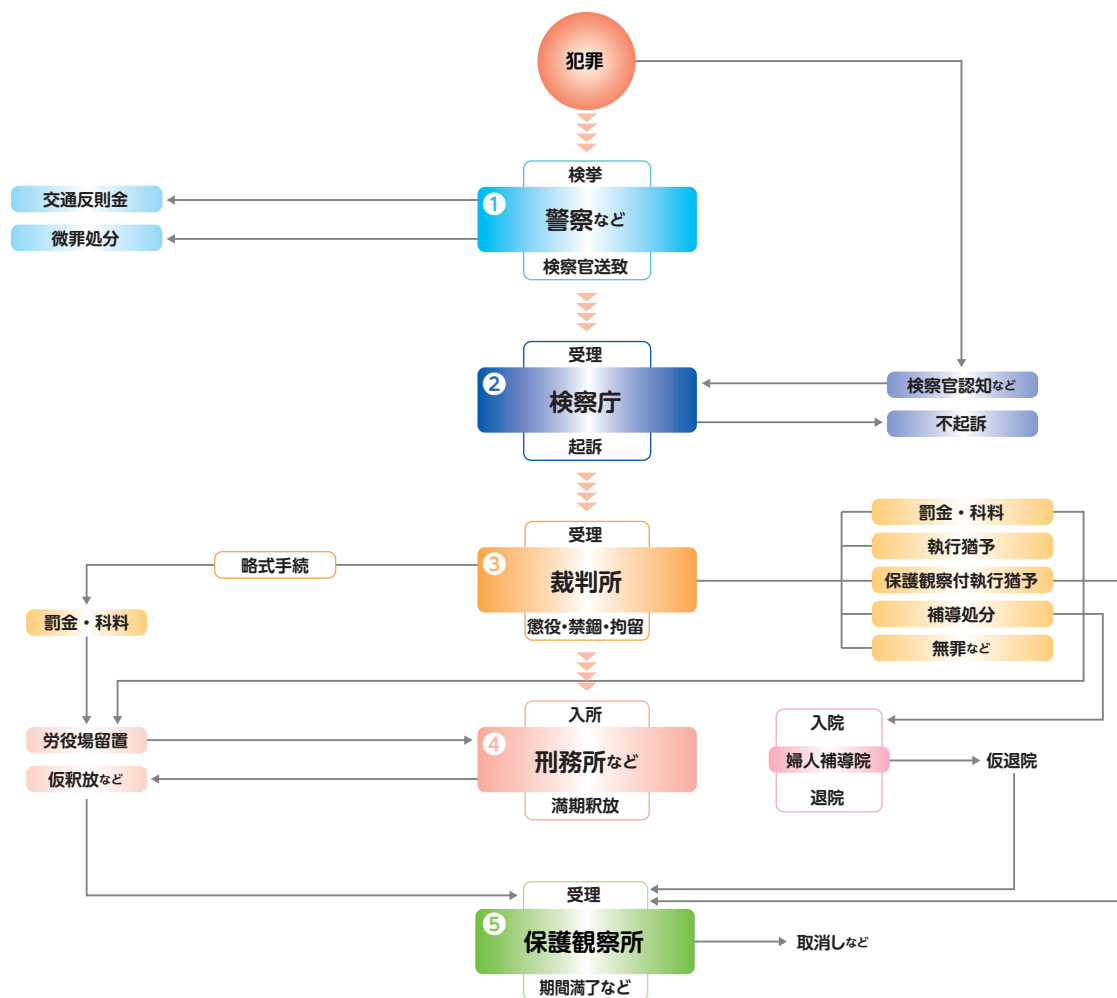 犯罪
検挙
交通反則金
① 警察など
微罪処分
検察官送致
受理
② 検察庁
検察官認知など
不起訴
起訴
罰金・科料
受理
執行猶予
略式手続
③ 裁判所
保護観察付執行猶予
罰金・科料
懲役・禁錮・拘留
補導処分
無罪など
入所
入院
労役場留置
④ 刑務所など
婦人補導院
仮退院
仮釈放など
満期釈放
退院
受理
⑤ 保護観察所
取消しなど
期間満了など